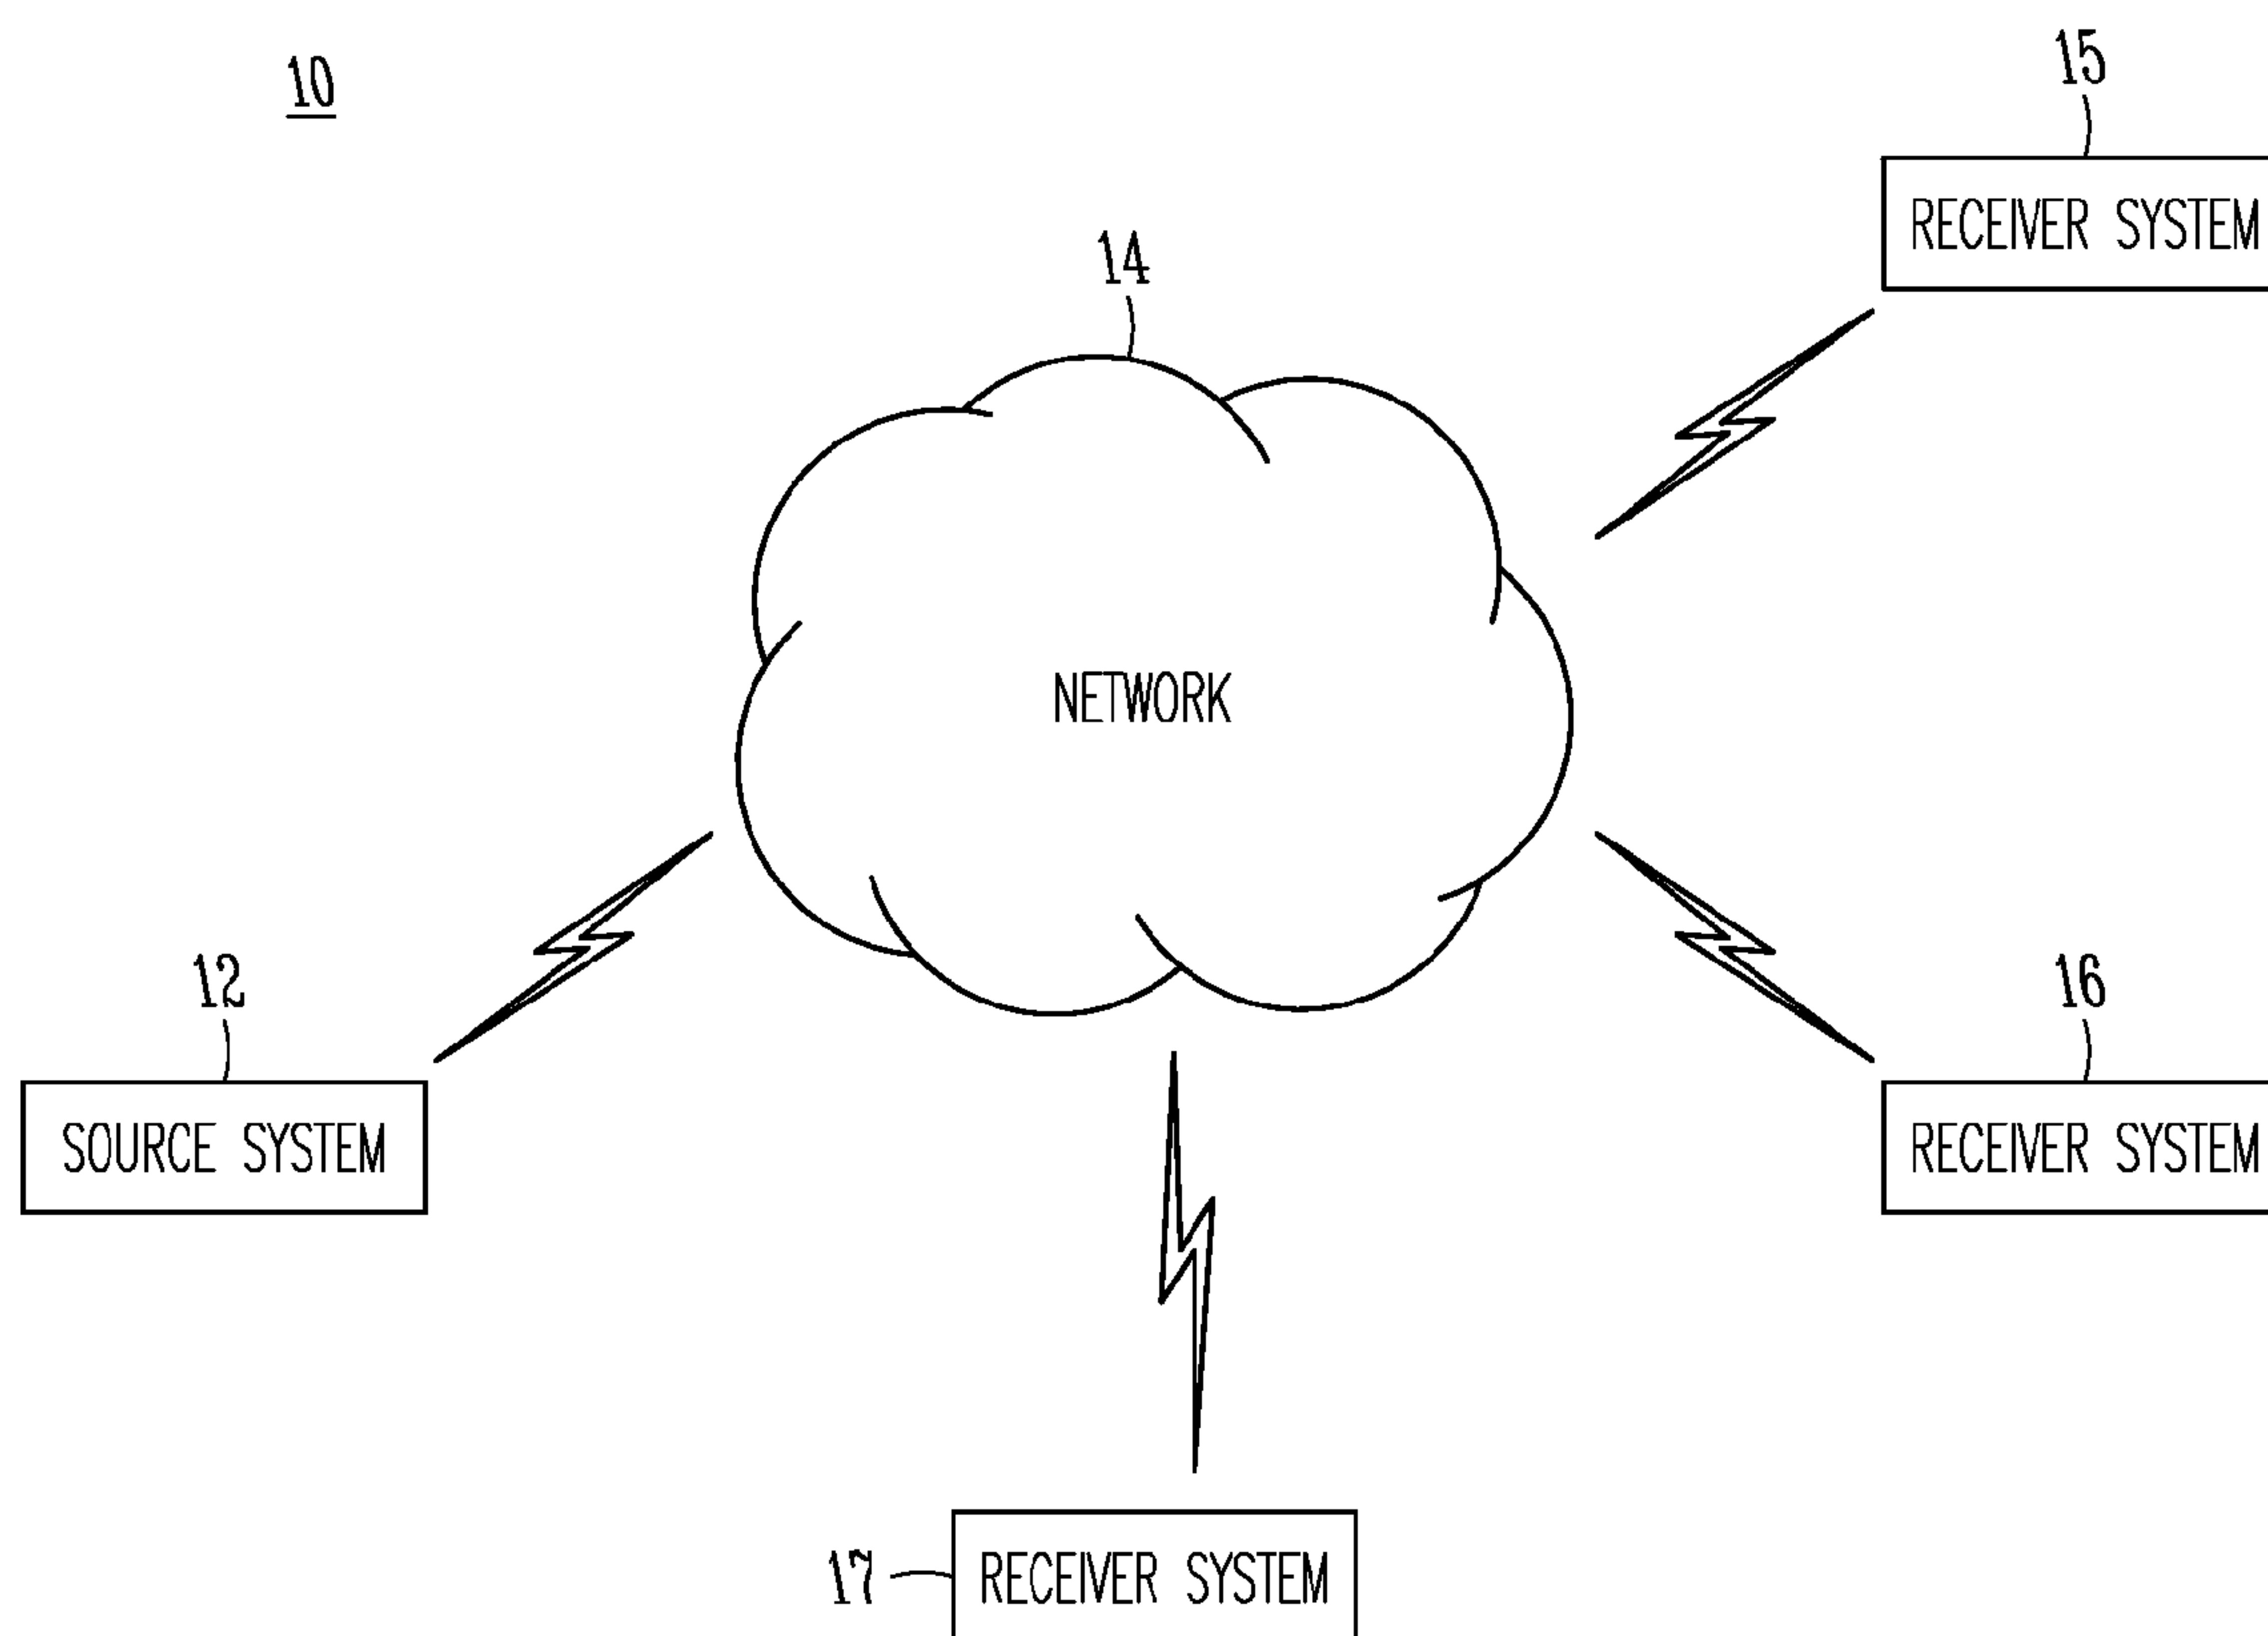 10
15
RECEIVER SYSTEM
14
NETWORK
12
SOURCE SYSTEM
16
RECEIVER SYSTEM
17
RECEIVER SYSTEM